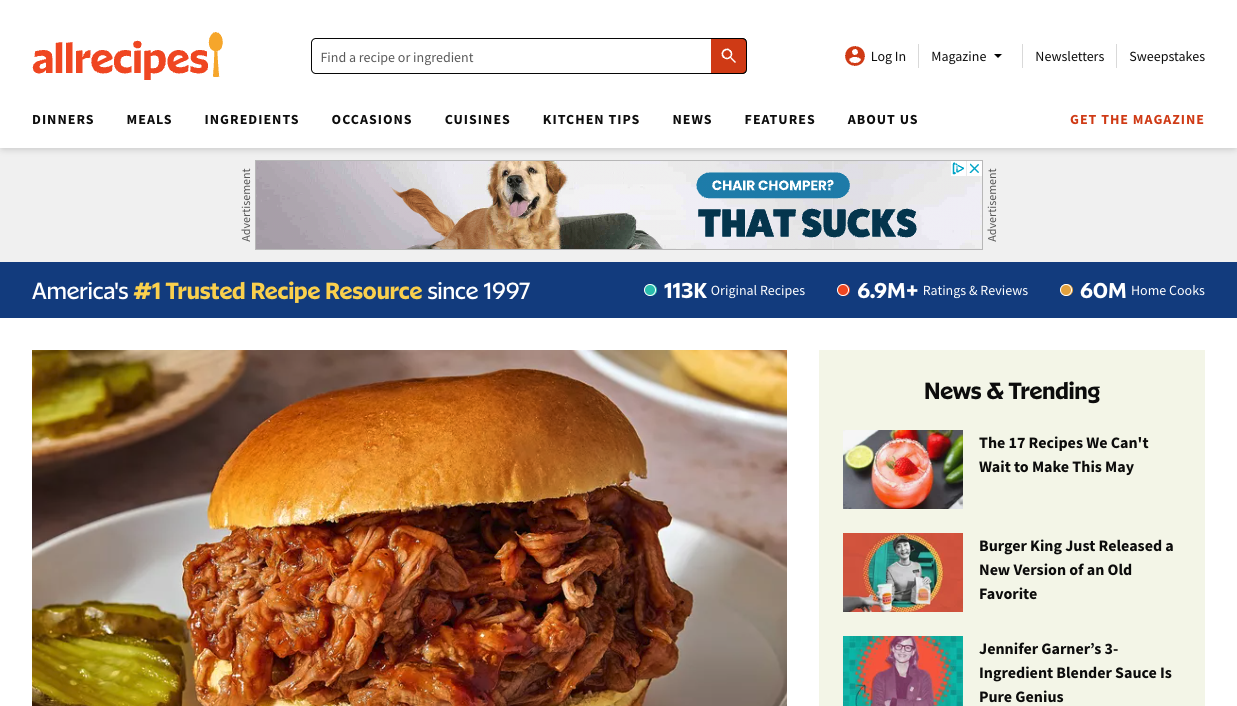 allrecipes
Find a recipe or ingredient
Log In
Magazine
Newsletters
Sweepstakes
DINNERS
MEALS
INGREDIENTS
OCCASIONS
CUISINES
KITCHEN TIPS
NEWS
FEATURES
ABOUT US
GET THE MAGAZINE
Advertisement
CHAIR CHOMPER?
THAT SUCKS
Advertisement
America's #1 Trusted Recipe Resource since 1997
113K Original Recipes
6.9M+ Ratings & Reviews
60M Home Cooks
News & Trending
The 17 Recipes We Can't
Wait to Make This May
Burger King Just Released a
New Version of an Old
Favorite
Jennifer Garner’s 3-
Ingredient Blender Sauce Is
Pure Genius